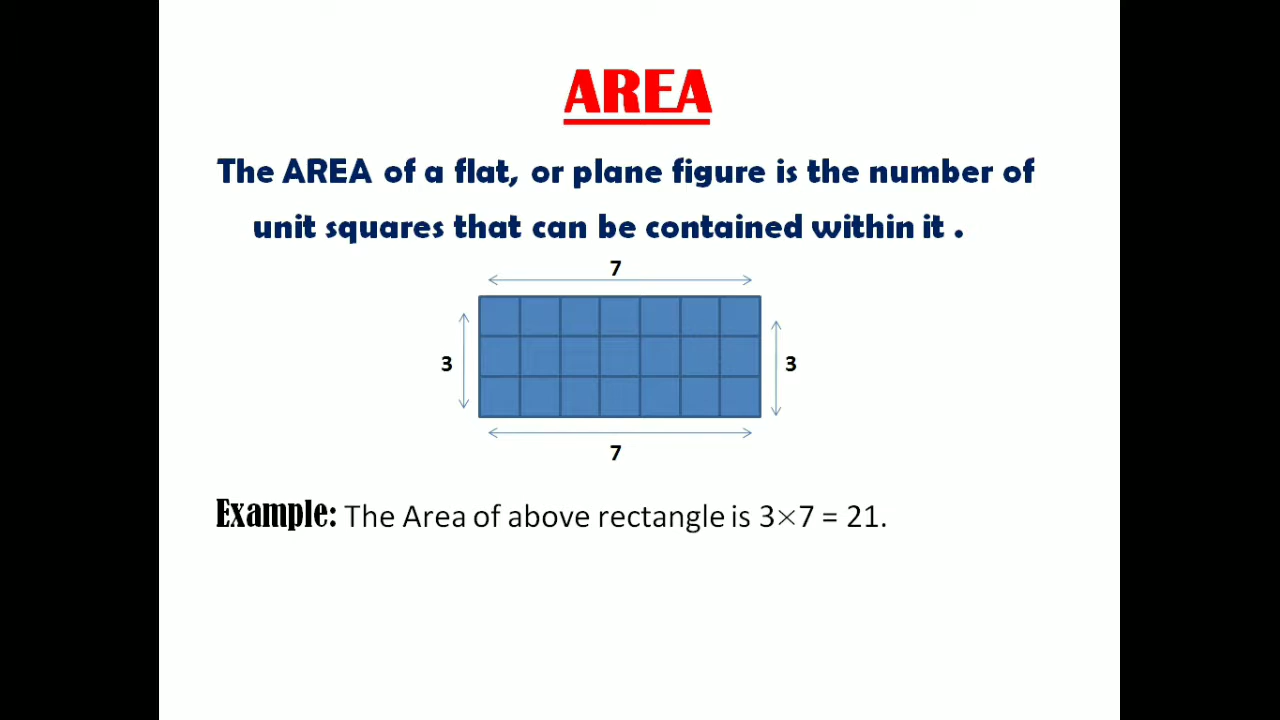 AREA
The AREA of a flat, or plane figure is the number of
unit squares that can be contained within it .
7
3
3
7
Example: The Area of above rectangle is 3×7 = 21.